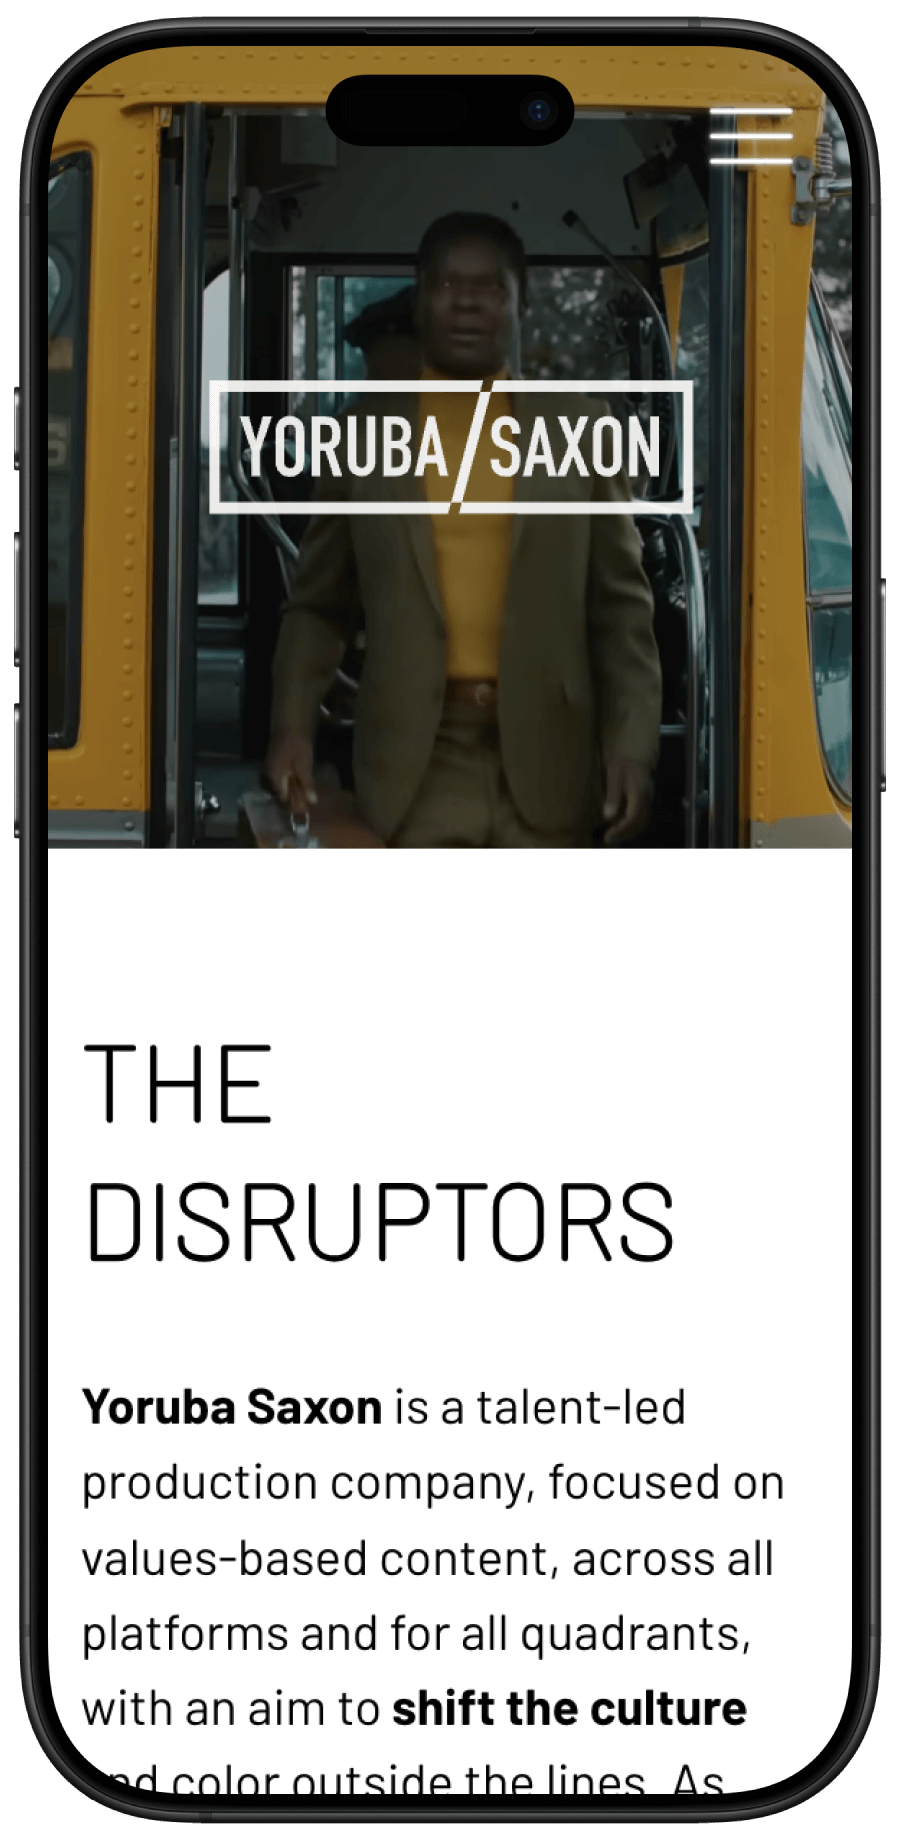 YORUBA/SAXON
THE
DISRUPTORS
Yoruba Saxon is a talent-led
production company, focused on
values-based content, across all
platforms and for all quadrants,
with an aim to shift the culture
and color outside the lines. As